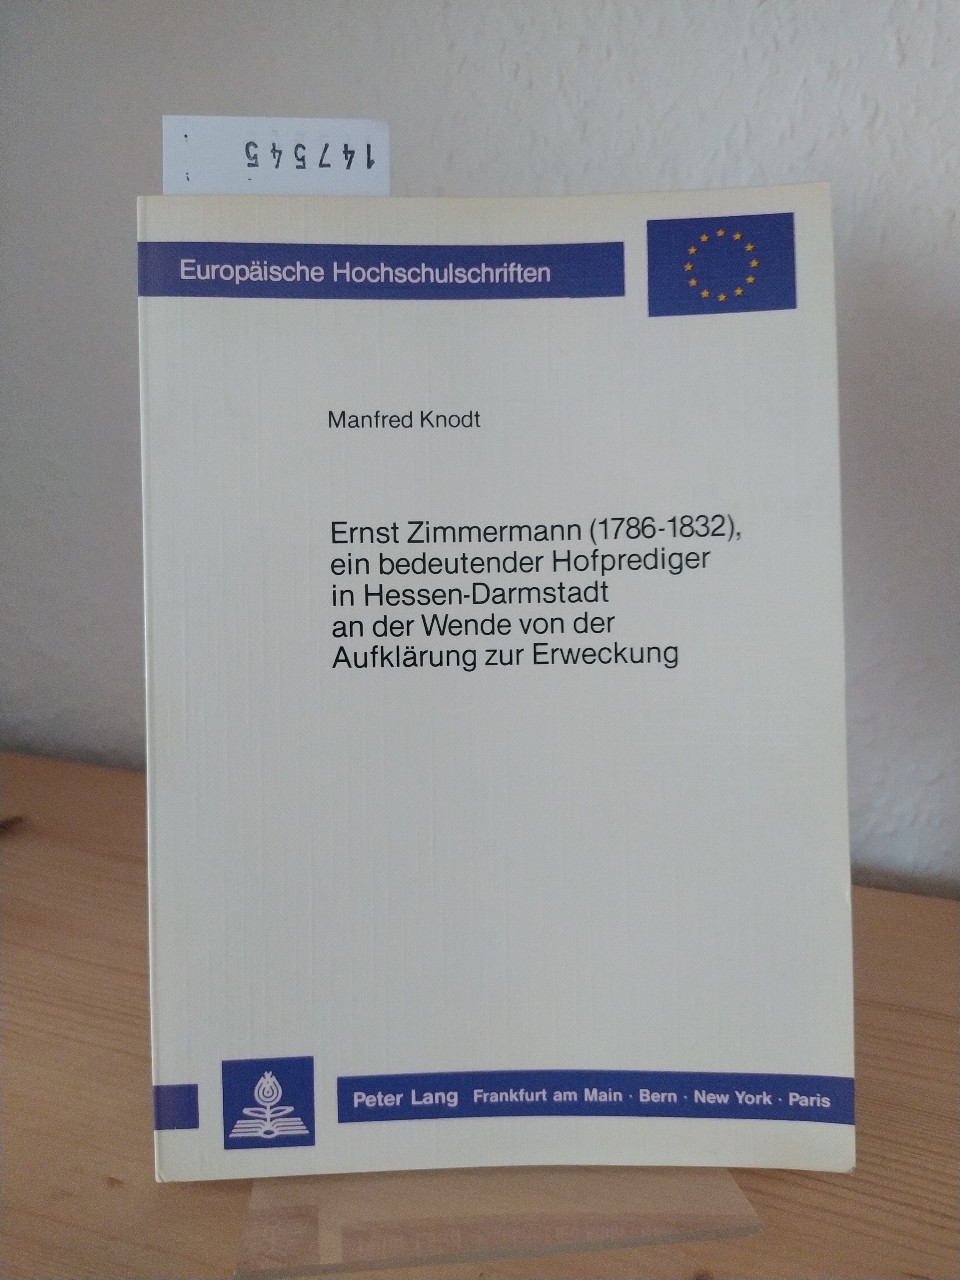 147545
Europäische Hochschulschriften
Manfred Knodt
Ernst Zimmermann (1786-1832),
ein bedeutender Hofprediger
in Hessen-Darmstadt
an der Wende von der
Aufklärung zur Erweckung
Peter Lang Frankfurt am Main · Bern · New York · Paris